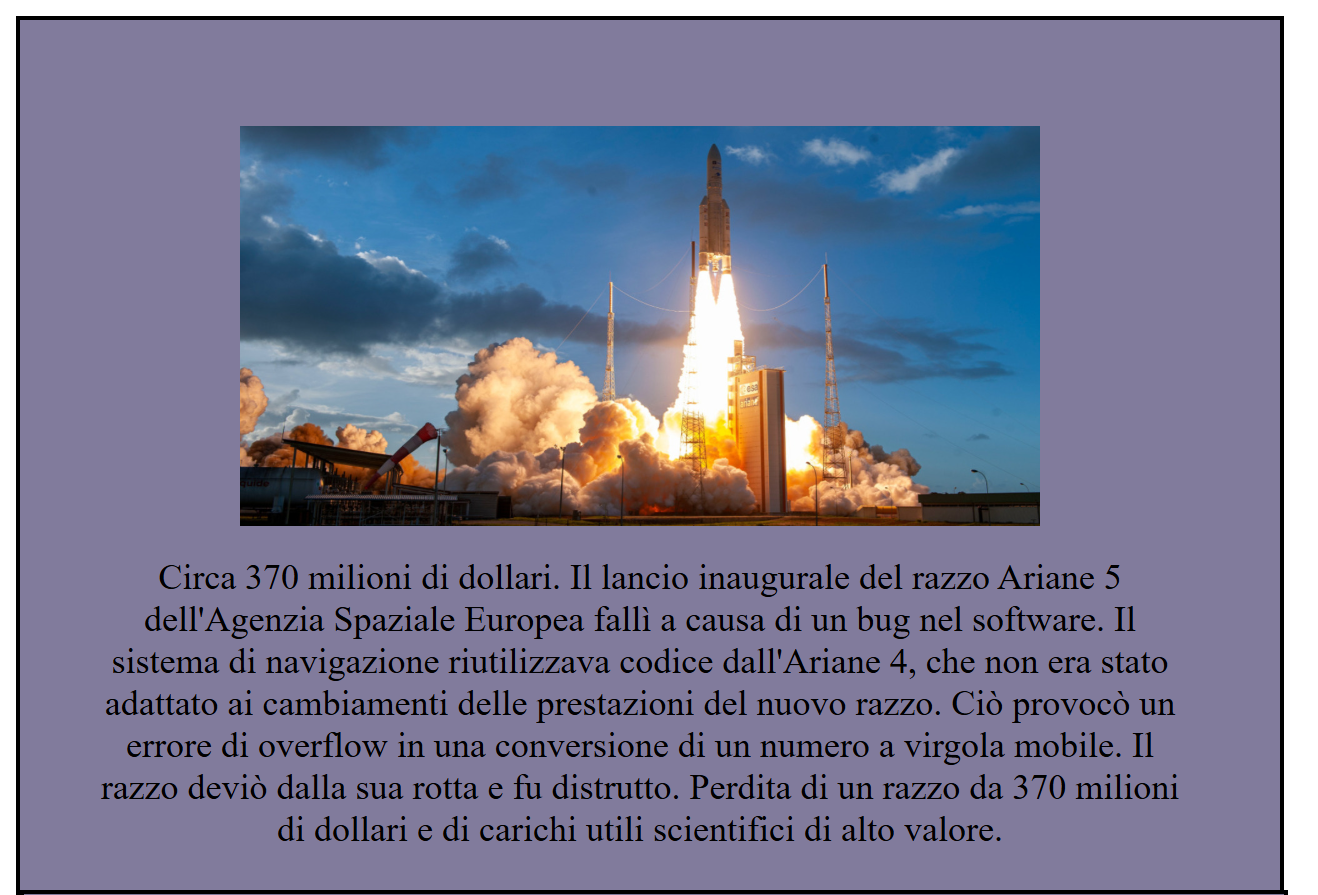 Circa 370 milioni di dollari. Il lancio inaugurale del razzo Ariane 5
dell'Agenzia Spaziale Europea fallì a causa di un bug nel software. Il
sistema di navigazione riutilizzava codice dall'Ariane 4, che non era stato
adattato ai cambiamenti delle prestazioni del nuovo razzo. Ciò provocò un
errore di overflow in una conversione di un numero a virgola mobile. Il
razzo deviò dalla sua rotta e fu distrutto. Perdita di un razzo da 370 milioni
di dollari e di carichi utili scientifici di alto valore.